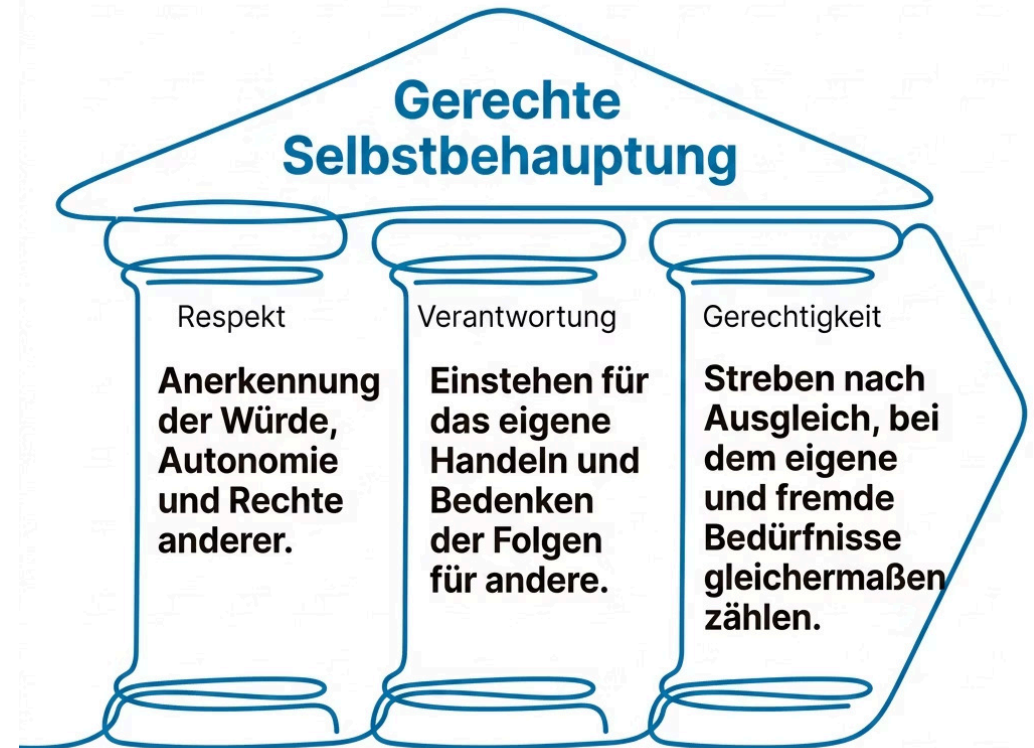 Gerechte
Selbstbehauptung
Respekt
Anerkennung
der Würde,
Autonomie
und Rechte
anderer.
Verantwortung
Einstehen für
das eigene
Handeln und
Bedenken
der Folgen
für andere.
Gerechtigkeit
Streben nach
Ausgleich, bei
dem eigene
und fremde
Bedürfnisse
gleichermaßen
zählen.